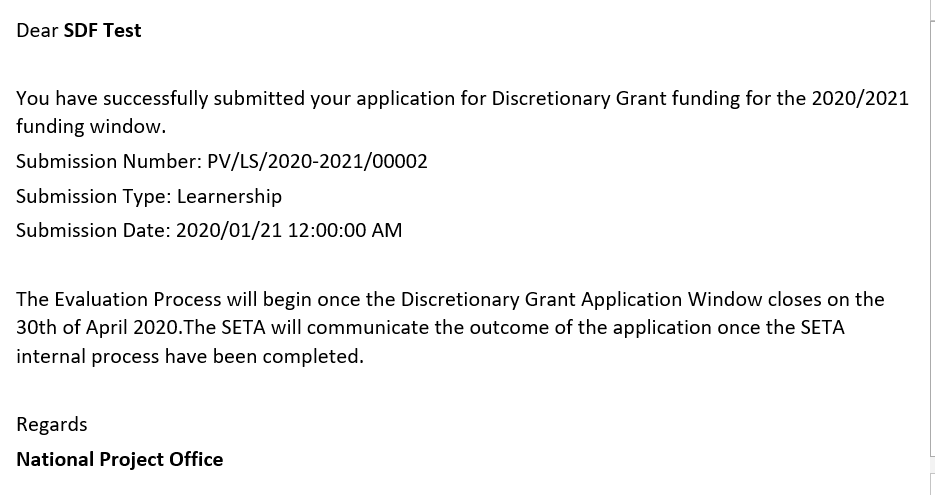 Dear SDF Test
You have successfully submitted your application for Discretionary Grant funding for the 2020/2021
funding window.
Submission Number: PV/LS/2020-2021/00002
Submission Type: Learnership
Submission Date: 2020/01/21 12:00:00 AM
The Evaluation Process will begin once the Discretionary Grant Application Window closes on the
30th of April 2020.The SETA will communicate the outcome of the application once the SETA
internal process have been completed.
Regards
National Project Office